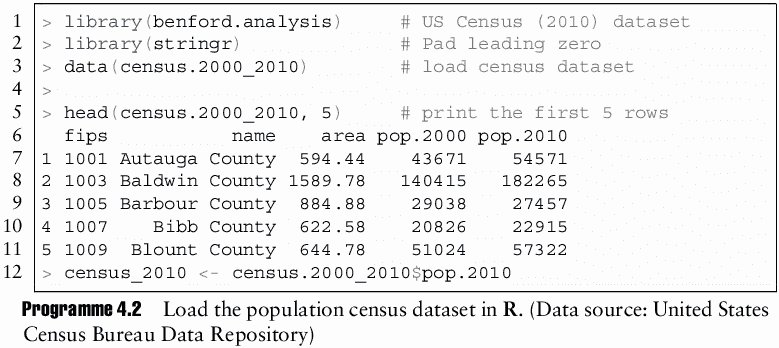 1 > library(benford.analysis) # US Census (2010) dataset
2 > library(stringr) # Pad leading zero
3 > data(census.2000_2010) # load census dataset
4 >
5 > head(census.2000_2010, 5) # print the first 5 rows
6 fips name area pop.2000 pop.2010
7 1 1001 Autauga County 594.44 43671 54571
8 2 1003 Baldwin County 1589.78 140415 182265
9 3 1005 Barbour County 884.88 29038 27457
10 4 1007 Bibb County 622.58 20826 22915
11 5 1009 Blount County 644.78 51024 57322
12 > census_2010 <- census.2000_2010$pop.2010
Programme 4.2 Load the population census dataset in R. (Data source: United States
Census Bureau Data Repository)